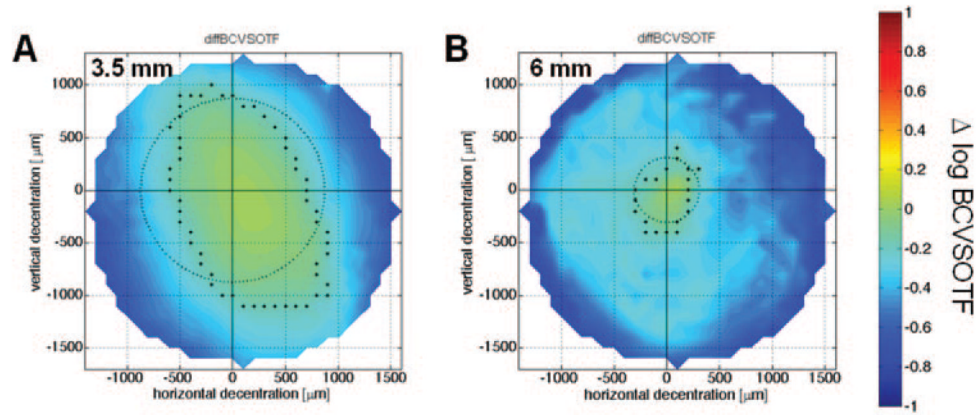 A
diffBCVSOTF
3.5 mm
1000
500
0
-500
-1000
-1500
vertical decentration [ µm]
-1000 -500 0 500 1000 1500
horizontal decentration [µm]
B
diffBCVSOTF
6 mm
1000
500
0
-500
-1000
-1500
vertical decentration [ µm]
-1000 -500 0 500 1000 1500
horizontal decentration [µm]
1
0.8
0.6
0.4
0.2
0
-0.2
-0.4
-0.6
-0.8
-1
Δ log BCVSOTF